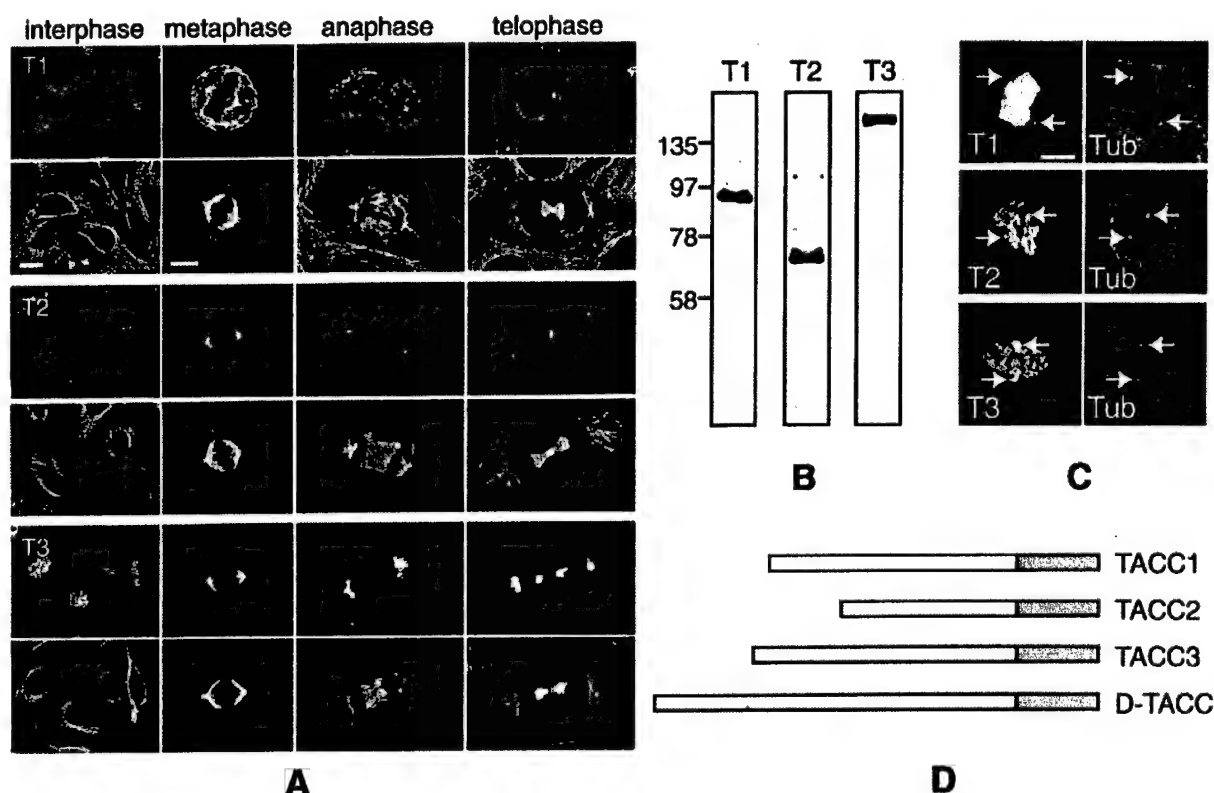 interphase metaphase anaphase telophase
T1
T2
T3
A
T1 T2 T3
135
97
78
58
B
T1 Tub
T2 Tub
T3 Tub
C
TACC1
TACC2
TACC3
D-TACC
D